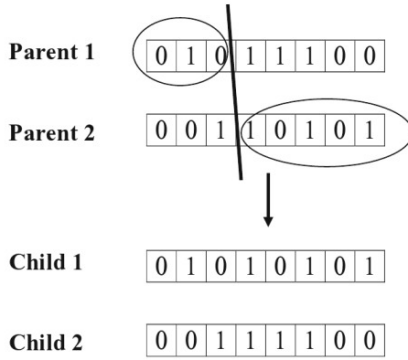 Parent 1 0 1 0 1 1 1 0 0
Parent 2 0 0 1 1 0 1 0 1
Child 1 0 1 0 1 0 1 0 1
Child 2 0 0 1 1 1 1 0 0